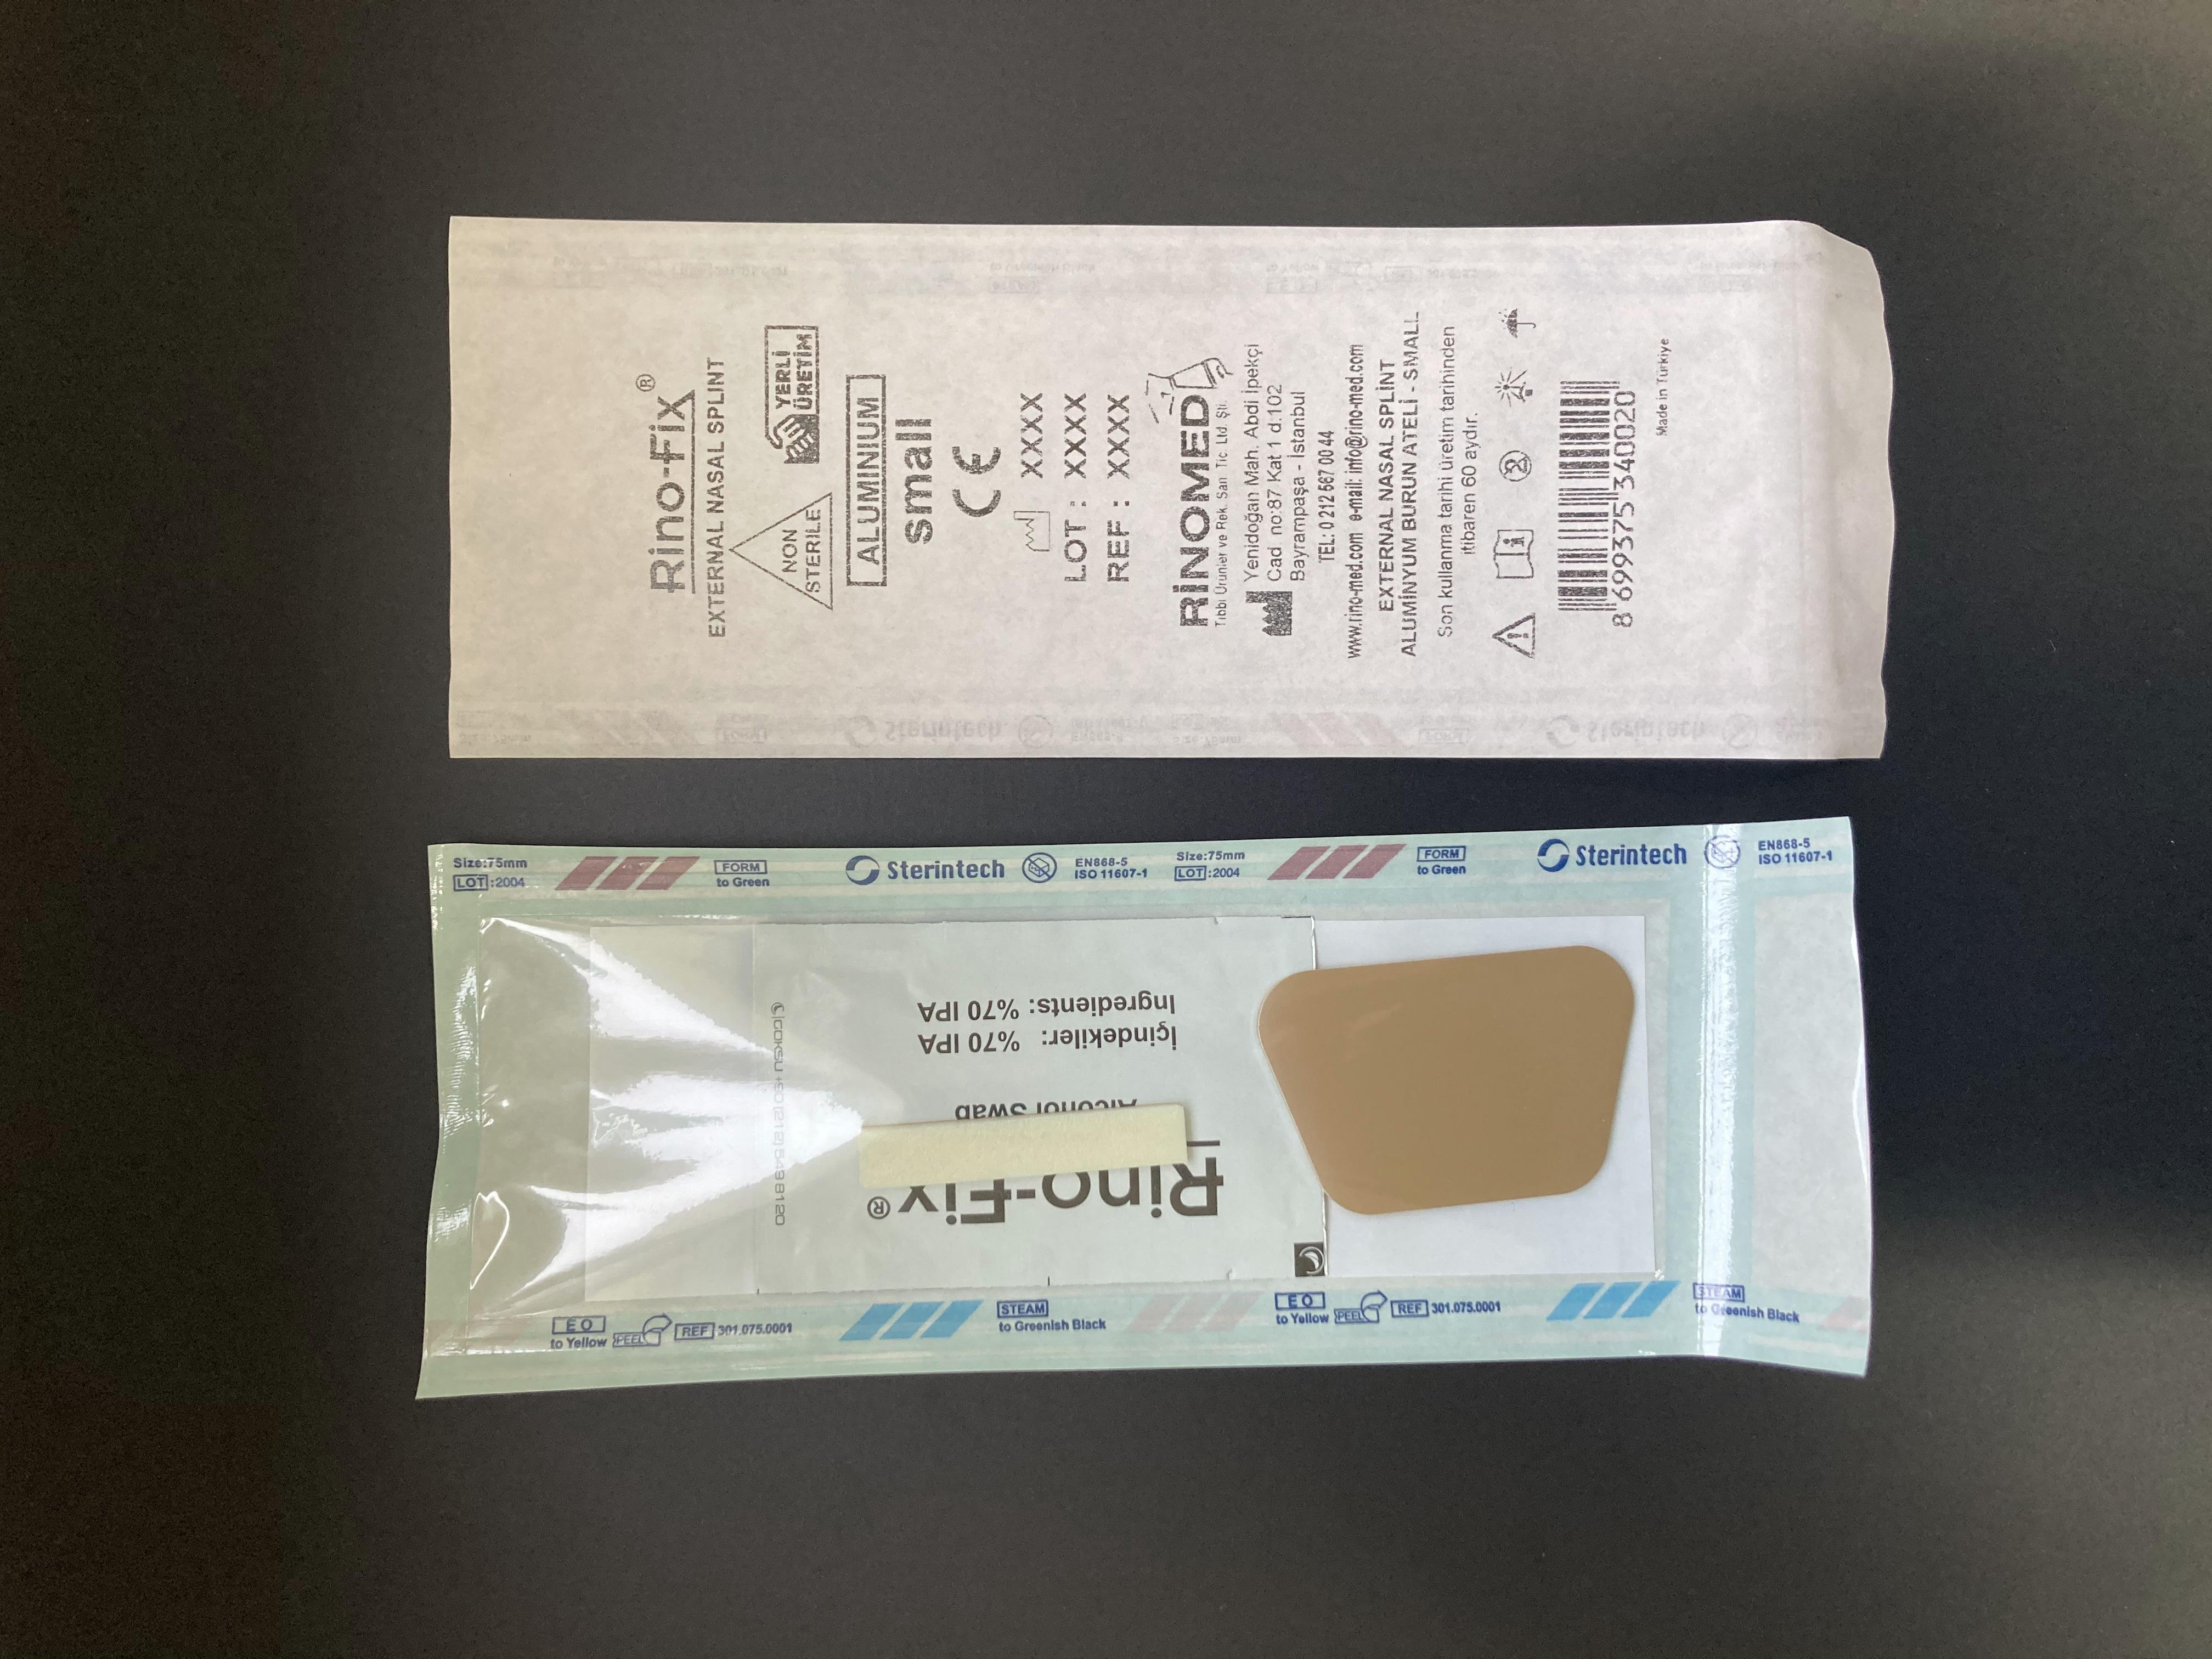 Rino-Fix®
EXTERNAL NASAL SPLINT
NON
STERILE
YERLİ
ÜRETİM
ALUMINIUM
small
CE
XXXX
LOT : XXXX
REF : XXXX
RİNOMED
Tıbbi Ürünler ve Rek. San. Tic. Ltd. Şti.
Yenidoğan Mah. Abdi İpekçi
Cad no:87 Kat 1 d:102
Bayrampaşa - İstanbul
TEL: 0 212 567 00 44
www.rino-med.com e-mail: info@rino-med.com
EXTERNAL NASAL SPLİNT
ALUMİNYUM BURUN ATELİ - SMALL
Son kullanma tarihi üretim tarihinden
itibaren 60 aydır.
2
8 699375 340020
Made in Türkiye
Size:75mm
LOT:2004
FORM
to Green
Sterintech
EN868-5
ISO 11607-1
Size:75mm
LOT:2004
FORM
to Green
Sterintech
EN868-5
ISO 11607-1
Rino-Fix®
Alcohol Swab
İçindekiler: %70 IPA
Ingredients: %70 IPA
EO
to Yellow
PEEL
REF 301.075.0001
STEAM
to Greenish Black
EO
to Yellow
PEEL
REF 301.075.0001
STEAM
to Greenish Black